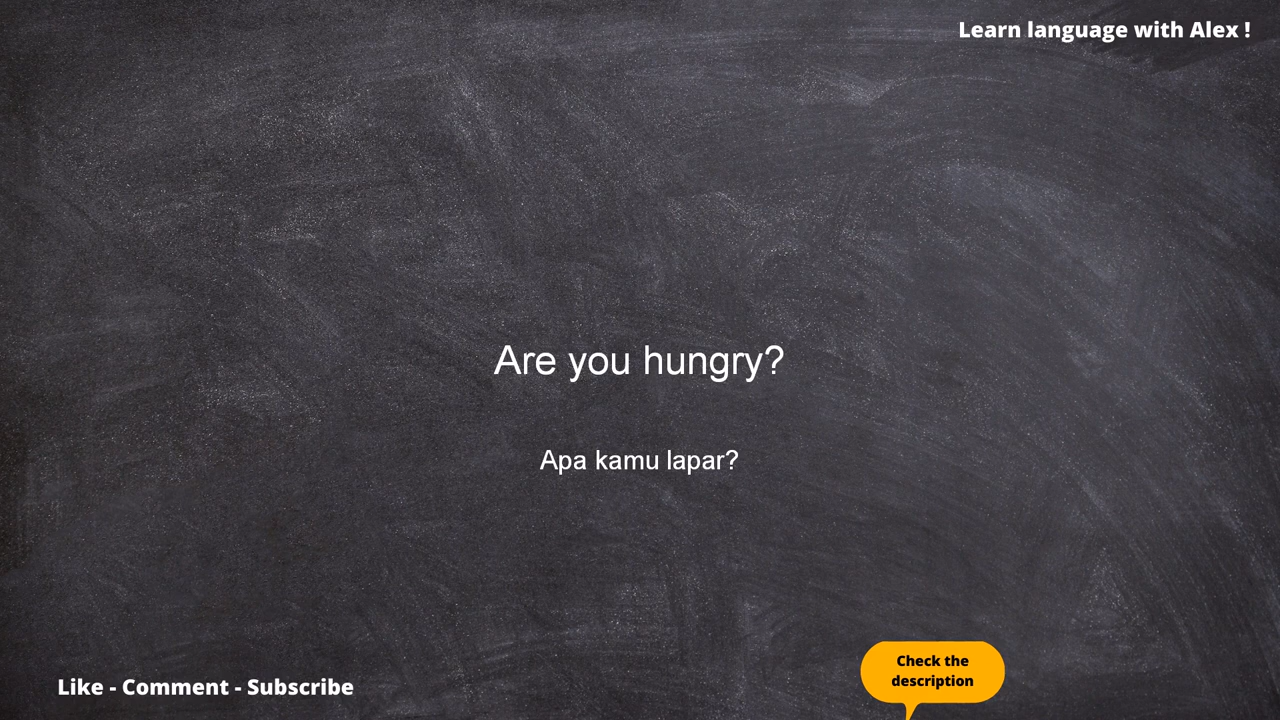 Learn language with Alex !
Are you hungry?
Apa kamu lapar?
Check the
description
Like - Comment - Subscribe